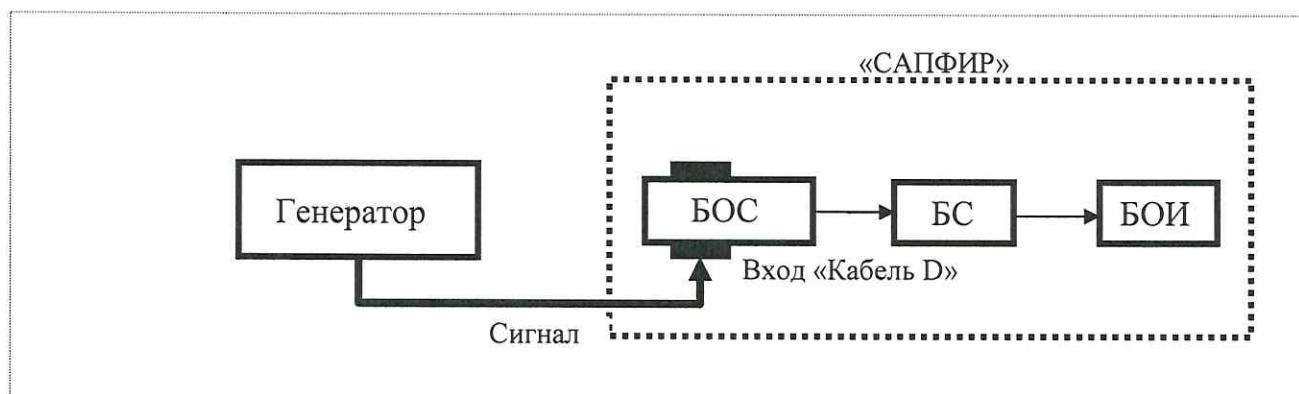 «САПФИР»
Генератор
БОС
БС
БОИ
Вход «Кабель D»
Сигнал